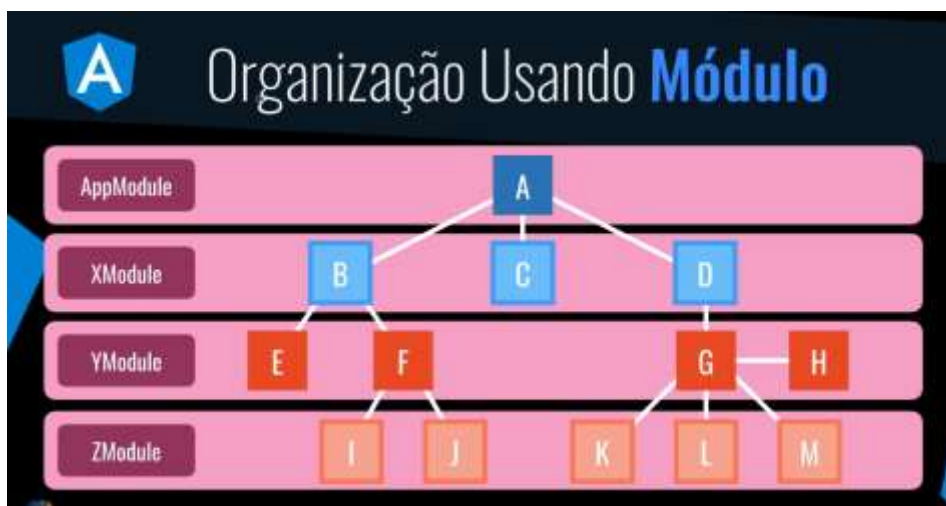 A
Organização Usando Módulo
AppModule
A
XModule
B
C
D
YModule
E
F
G
H
ZModule
I
J
K
L
M